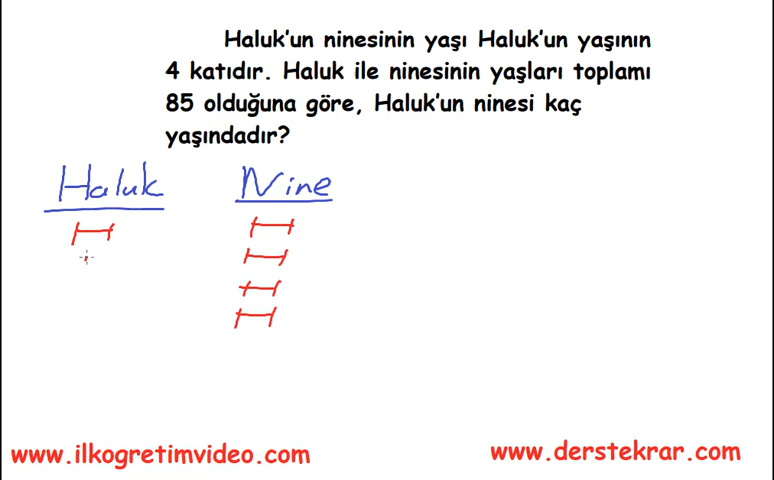 Haluk'un ninesinin yaşı Haluk'un yaşının
4 katıdır. Haluk ile ninesinin yaşları toplamı
85 olduğuna göre, Haluk'un ninesi kaç
yaşındadır?
Haluk Nine
www.ilkogretimvideo.com www.derstekrar.com